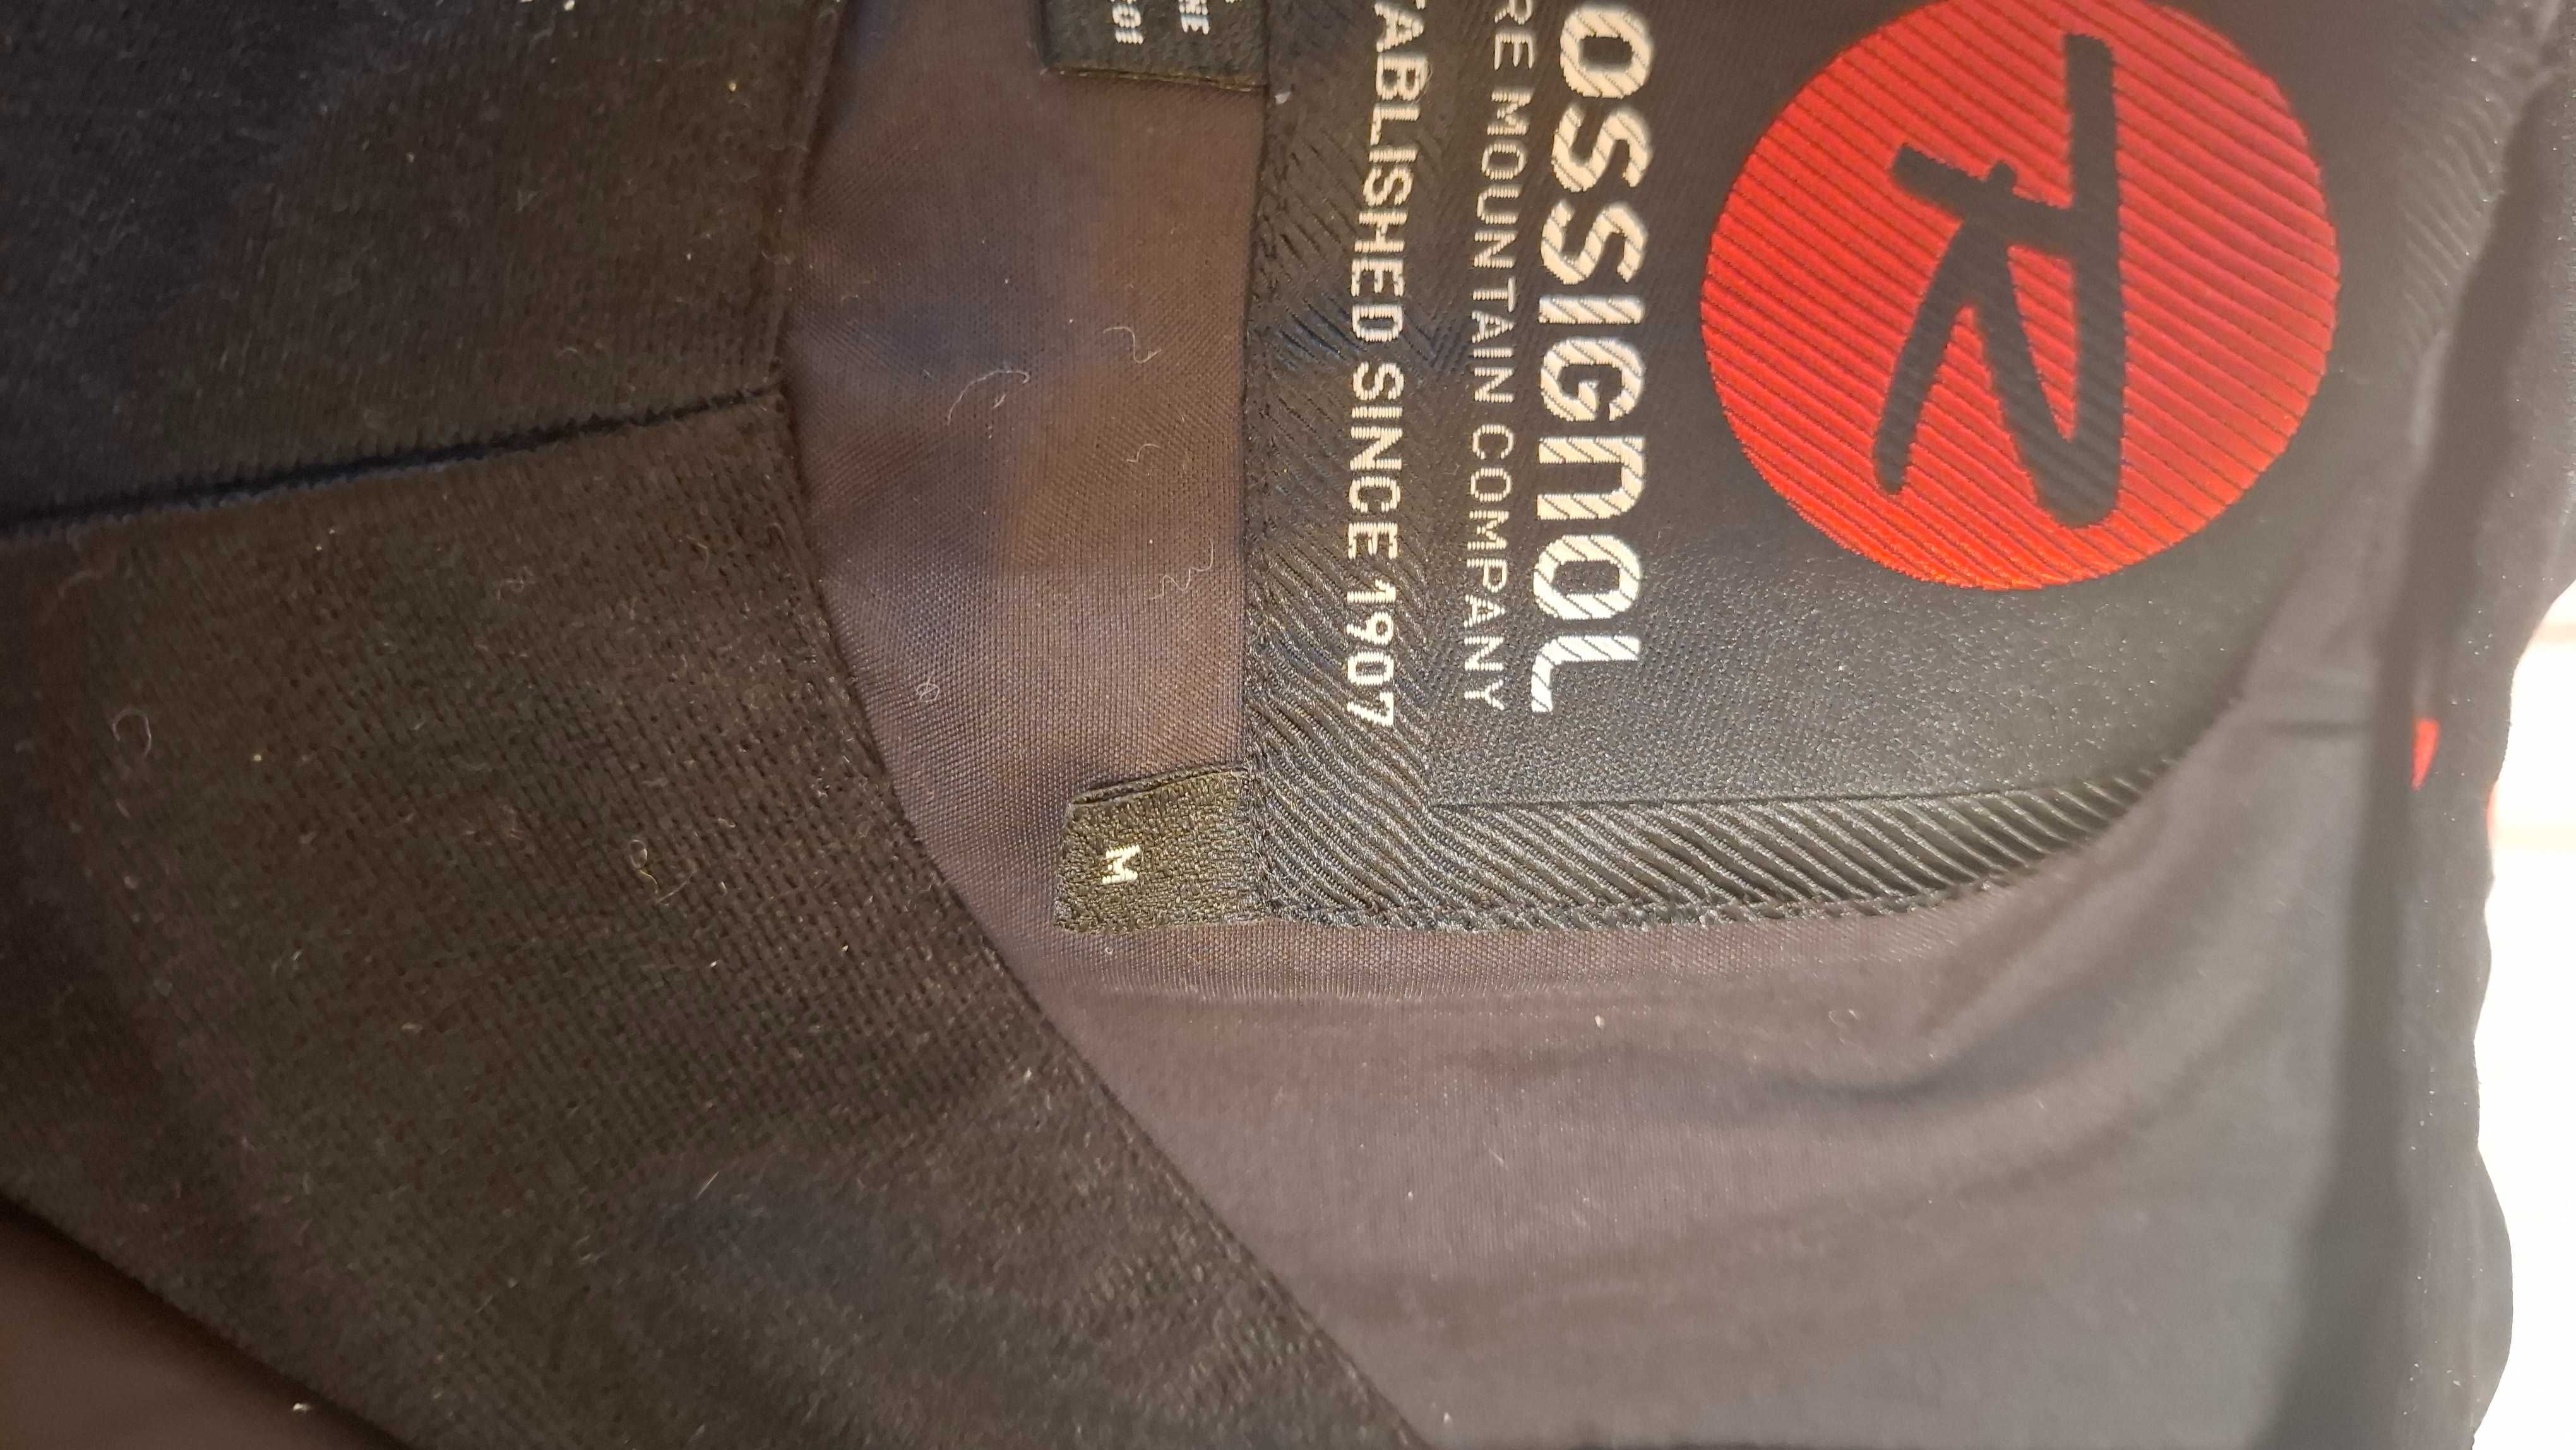 OSSIGNOL
RE MOUNTAIN COMPANY
TABLISHED SINCE 1907
M